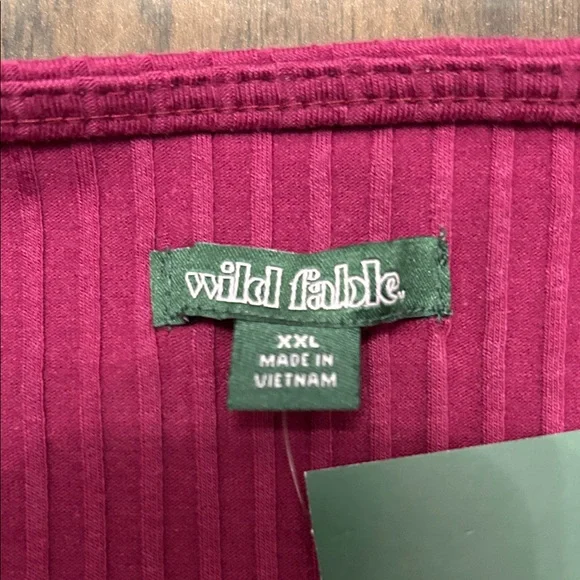 wild fable
XXL
MADE IN
VIETNAM